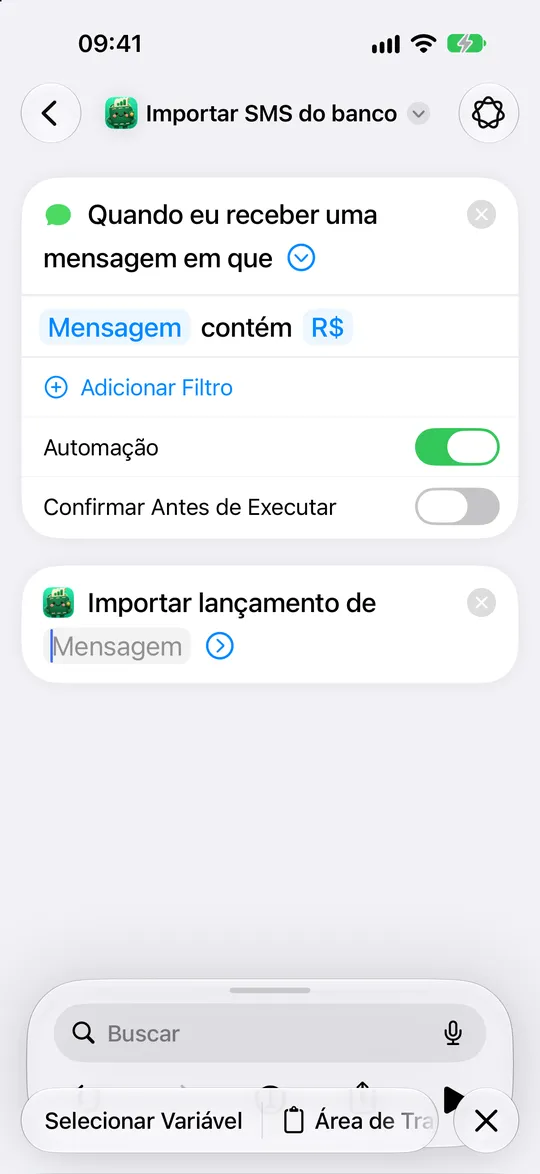 09:41
Importar SMS do banco
Quando eu receber uma
mensagem em que
Mensagem contém R$
Adicionar Filtro
Automação
Confirmar Antes de Executar
Importar lançamento de
Mensagem
Buscar
Selecionar Variável
Área de Tra